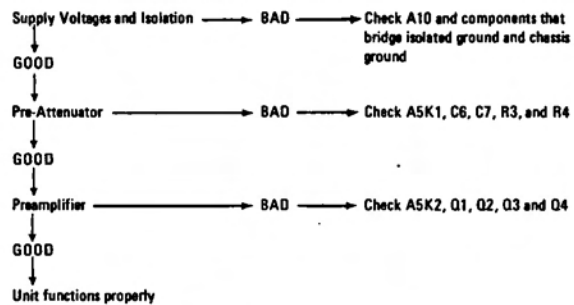 Supply Voltages and Isolation BAD Check A10 and components that
bridge isolated ground and chassis
ground
GOOD
Pre-Attenuator BAD Check A5K1, C6, C7, R3, and R4
GOOD
Preamplifier BAD Check A5K2, Q1, Q2, Q3 and Q4
GOOD
Unit functions properly